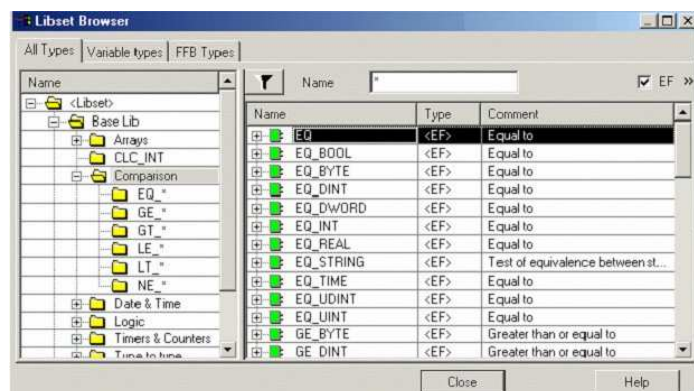 Libset Browser
All Types Variable types FFB Types
Name
<Libset>
Base Lib
Arrays
CLC_INT
Comparison
EQ_*
GE_*
GT_*
LE_*
LT_*
NE_*
Date & Time
Logic
Timers & Counters
Type to type
Name * EF »
Name Type Comment
EQ <EF> Equal to
EQ_BOOL <EF> Equal to
EQ_BYTE <EF> Equal to
EQ_DINT <EF> Equal to
EQ_DWORD <EF> Equal to
EQ_INT <EF> Equal to
EQ_REAL <EF> Equal to
EQ_STRING <EF> Test of equivalence between st...
EQ_TIME <EF> Equal to
EQ_UDINT <EF> Equal to
EQ_UINT <EF> Equal to
GE_BYTE <EF> Greater than or equal to
GE_DINT <EF> Greater than or equal to
Close Help